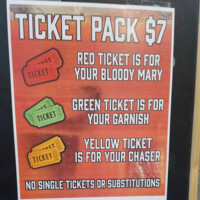 TICKET PACK $7
RED TICKET IS FOR
YOUR BLOODY MARY
TICKET
GREEN TICKET IS FOR
YOUR GARNISH
TICKET
YELLOW TICKET
IS FOR YOUR CHASER
TICKET
NO SINGLE TICKETS OR SUBSTITUTIONS